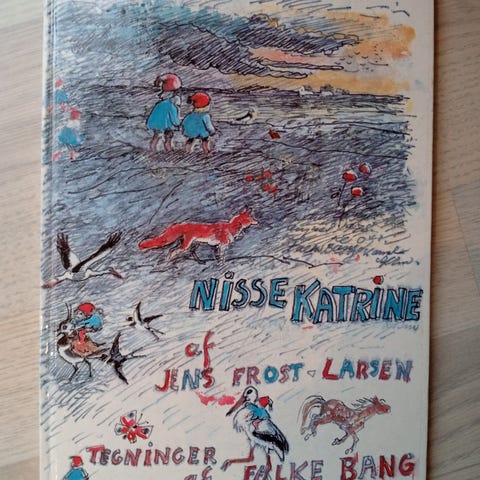 NISSE KATRINE
af
JENS FROST-LARSEN
TEGNINGER
af FALKE BANG